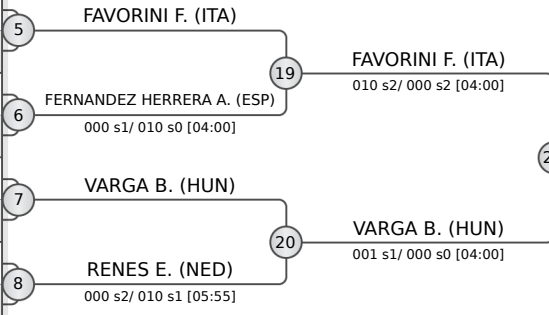 FAVORINI F. (ITA)
5
19
FAVORINI F. (ITA)
010 s2/ 000 s2 [04:00]
FERNANDEZ HERRERA A. (ESP)
6
000 s1/ 010 s0 [04:00]
VARGA B. (HUN)
7
20
VARGA B. (HUN)
001 s1/ 000 s0 [04:00]
RENES E. (NED)
8
000 s2/ 010 s1 [05:55]